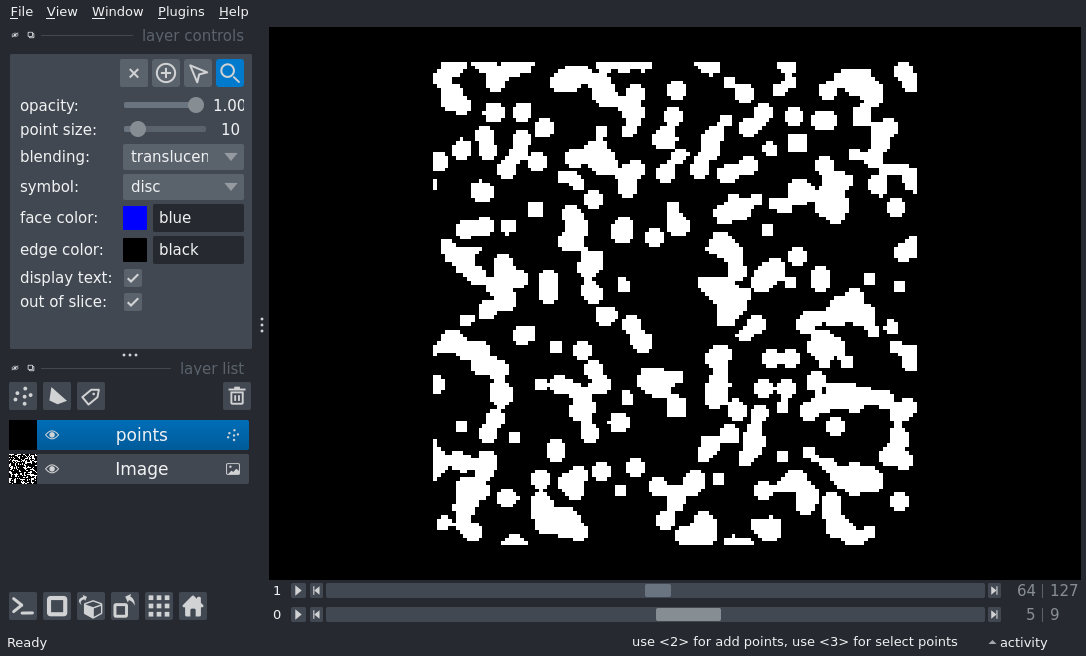 File View Window Plugins Help
layer controls
opacity: 1.00
point size: 10
blending: translucen
symbol: disc
face color: blue
edge color: black
display text:
out of slice:
layer list
points
Image
1 64 | 127
0 5 | 9
Ready use <2> for add points, use <3> for select points activity